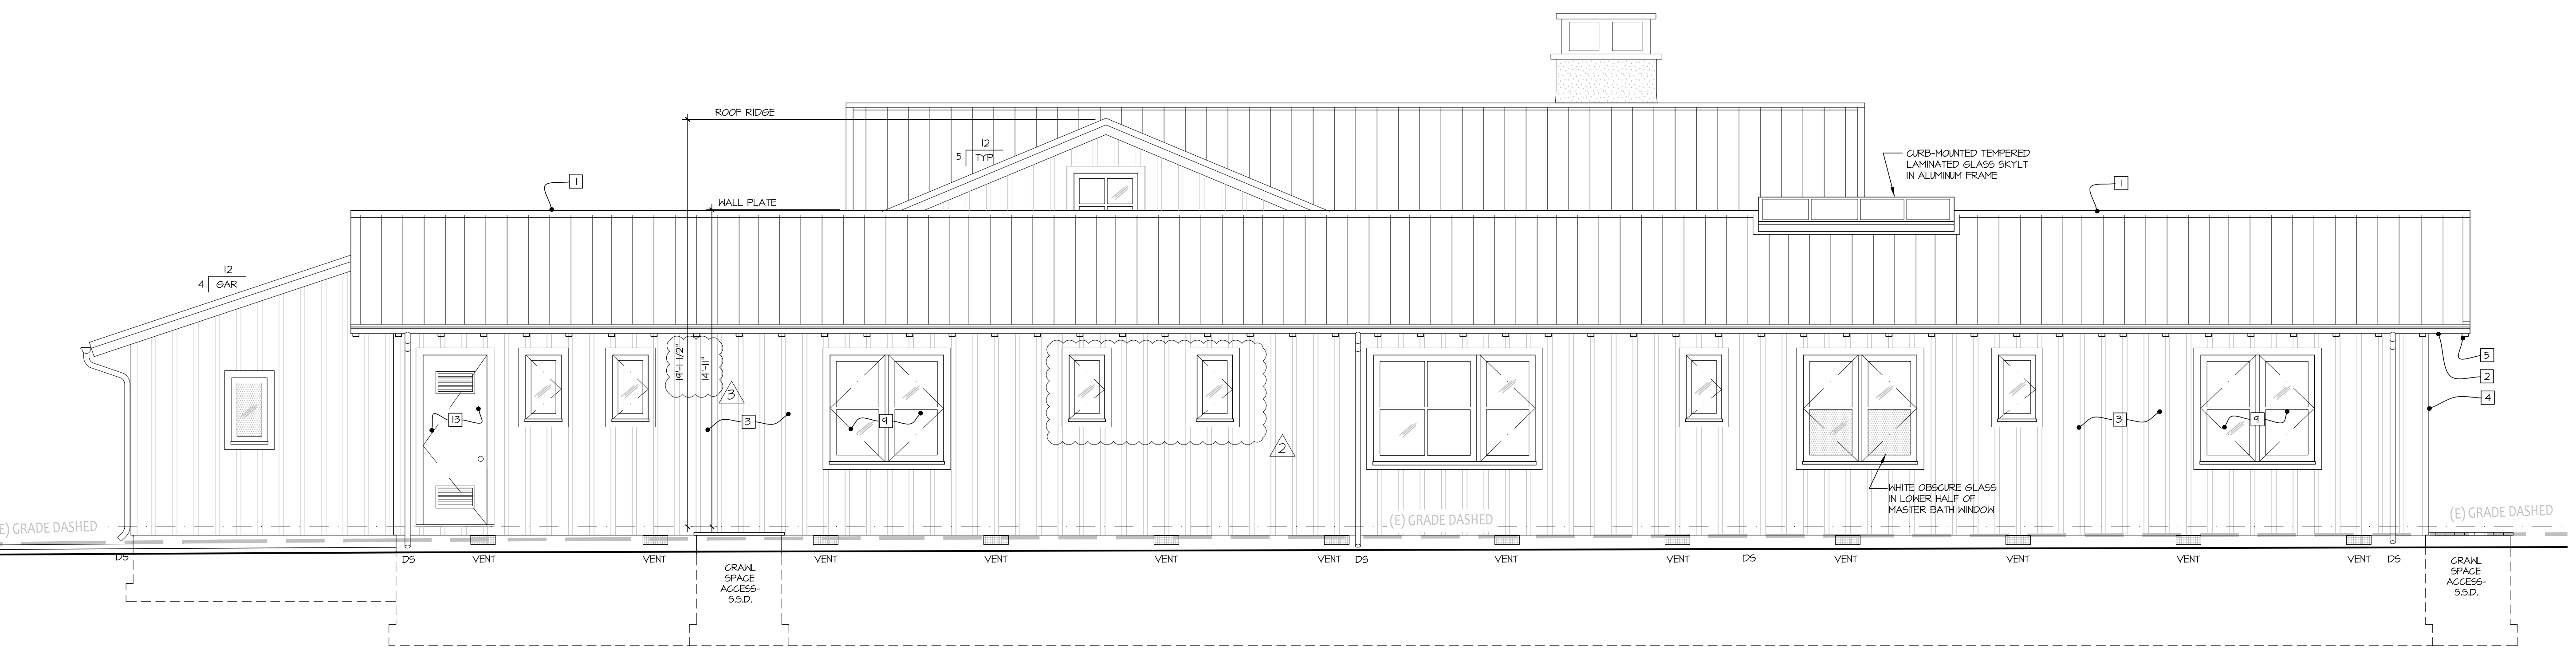 ROOF RIDGE
12
5 TYP
CURB-MOUNTED TEMPERED
LAMINATED GLASS SKYLT
IN ALUMINUM FRAME
1
1
WALL PLATE
12
4 GAR
19'-1 1/2"
14'-11"
3
5
2
4
13
3
9
2
3
9
WHITE OBSCURE GLASS
IN LOWER HALF OF
MASTER BATH WINDOW
(E) GRADE DASHED
(E) GRADE DASHED
(E) GRADE DASHED
DS
DS
VENT
VENT
VENT
VENT
VENT
VENT
DS
VENT
VENT
DS
VENT
VENT
VENT
VENT
DS
CRAWL
SPACE
ACCESS-
S.S.D.
CRAWL
SPACE
ACCESS-
S.S.D.